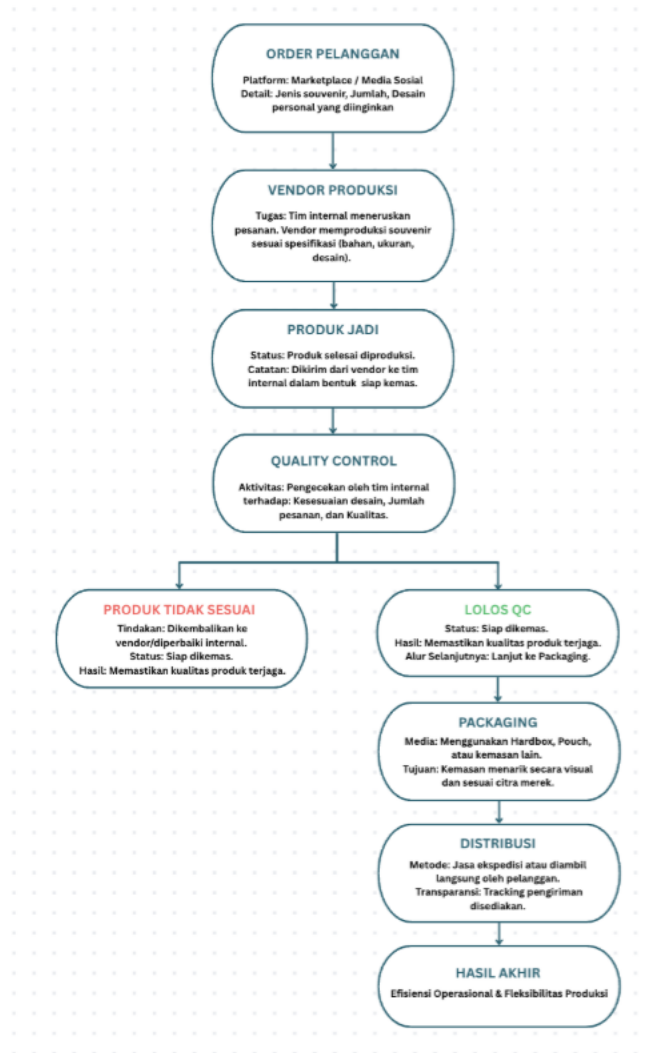 ORDER PELANGGAN
Platform: Marketplace / Media Sosial
Detail: Jenis souvenir, Jumlah, Desain
personal yang diinginkan
VENDOR PRODUKSI
Tugas: Tim internal meneruskan
pesanan. Vendor memproduksi souvenir
sesuai spesifikasi (bahan, ukuran,
desain).
PRODUK JADI
Status: Produk selesai diproduksi.
Catatan: Dikirim dari vendor ke tim
internal dalam bentuk siap kemas.
QUALITY CONTROL
Aktivitas: Pengecekan oleh tim internal
terhadap: Kesesuaian desain, Jumlah
pesanan, dan Kualitas.
PRODUK TIDAK SESUAI
Tindakan: Dikembalikan ke
vendor/diperbaiki internal.
Status: Siap dikemas.
Hasil: Memastikan kualitas produk terjaga.
LOLOS QC
Status: Siap dikemas.
Hasil: Memastikan kualitas produk terjaga.
Alur Selanjutnya: Lanjut ke Packaging.
PACKAGING
Media: Menggunakan Hardbox, Pouch,
atau kemasan lain.
Tujuan: Kemasan menarik secara visual
dan sesuai citra merek.
DISTRIBUSI
Metode: Jasa ekspedisi atau diambil
langsung oleh pelanggan.
Transparansi: Tracking pengiriman
disediakan.
HASIL AKHIR
Efisiensi Operasional & Fleksibilitas Produksi